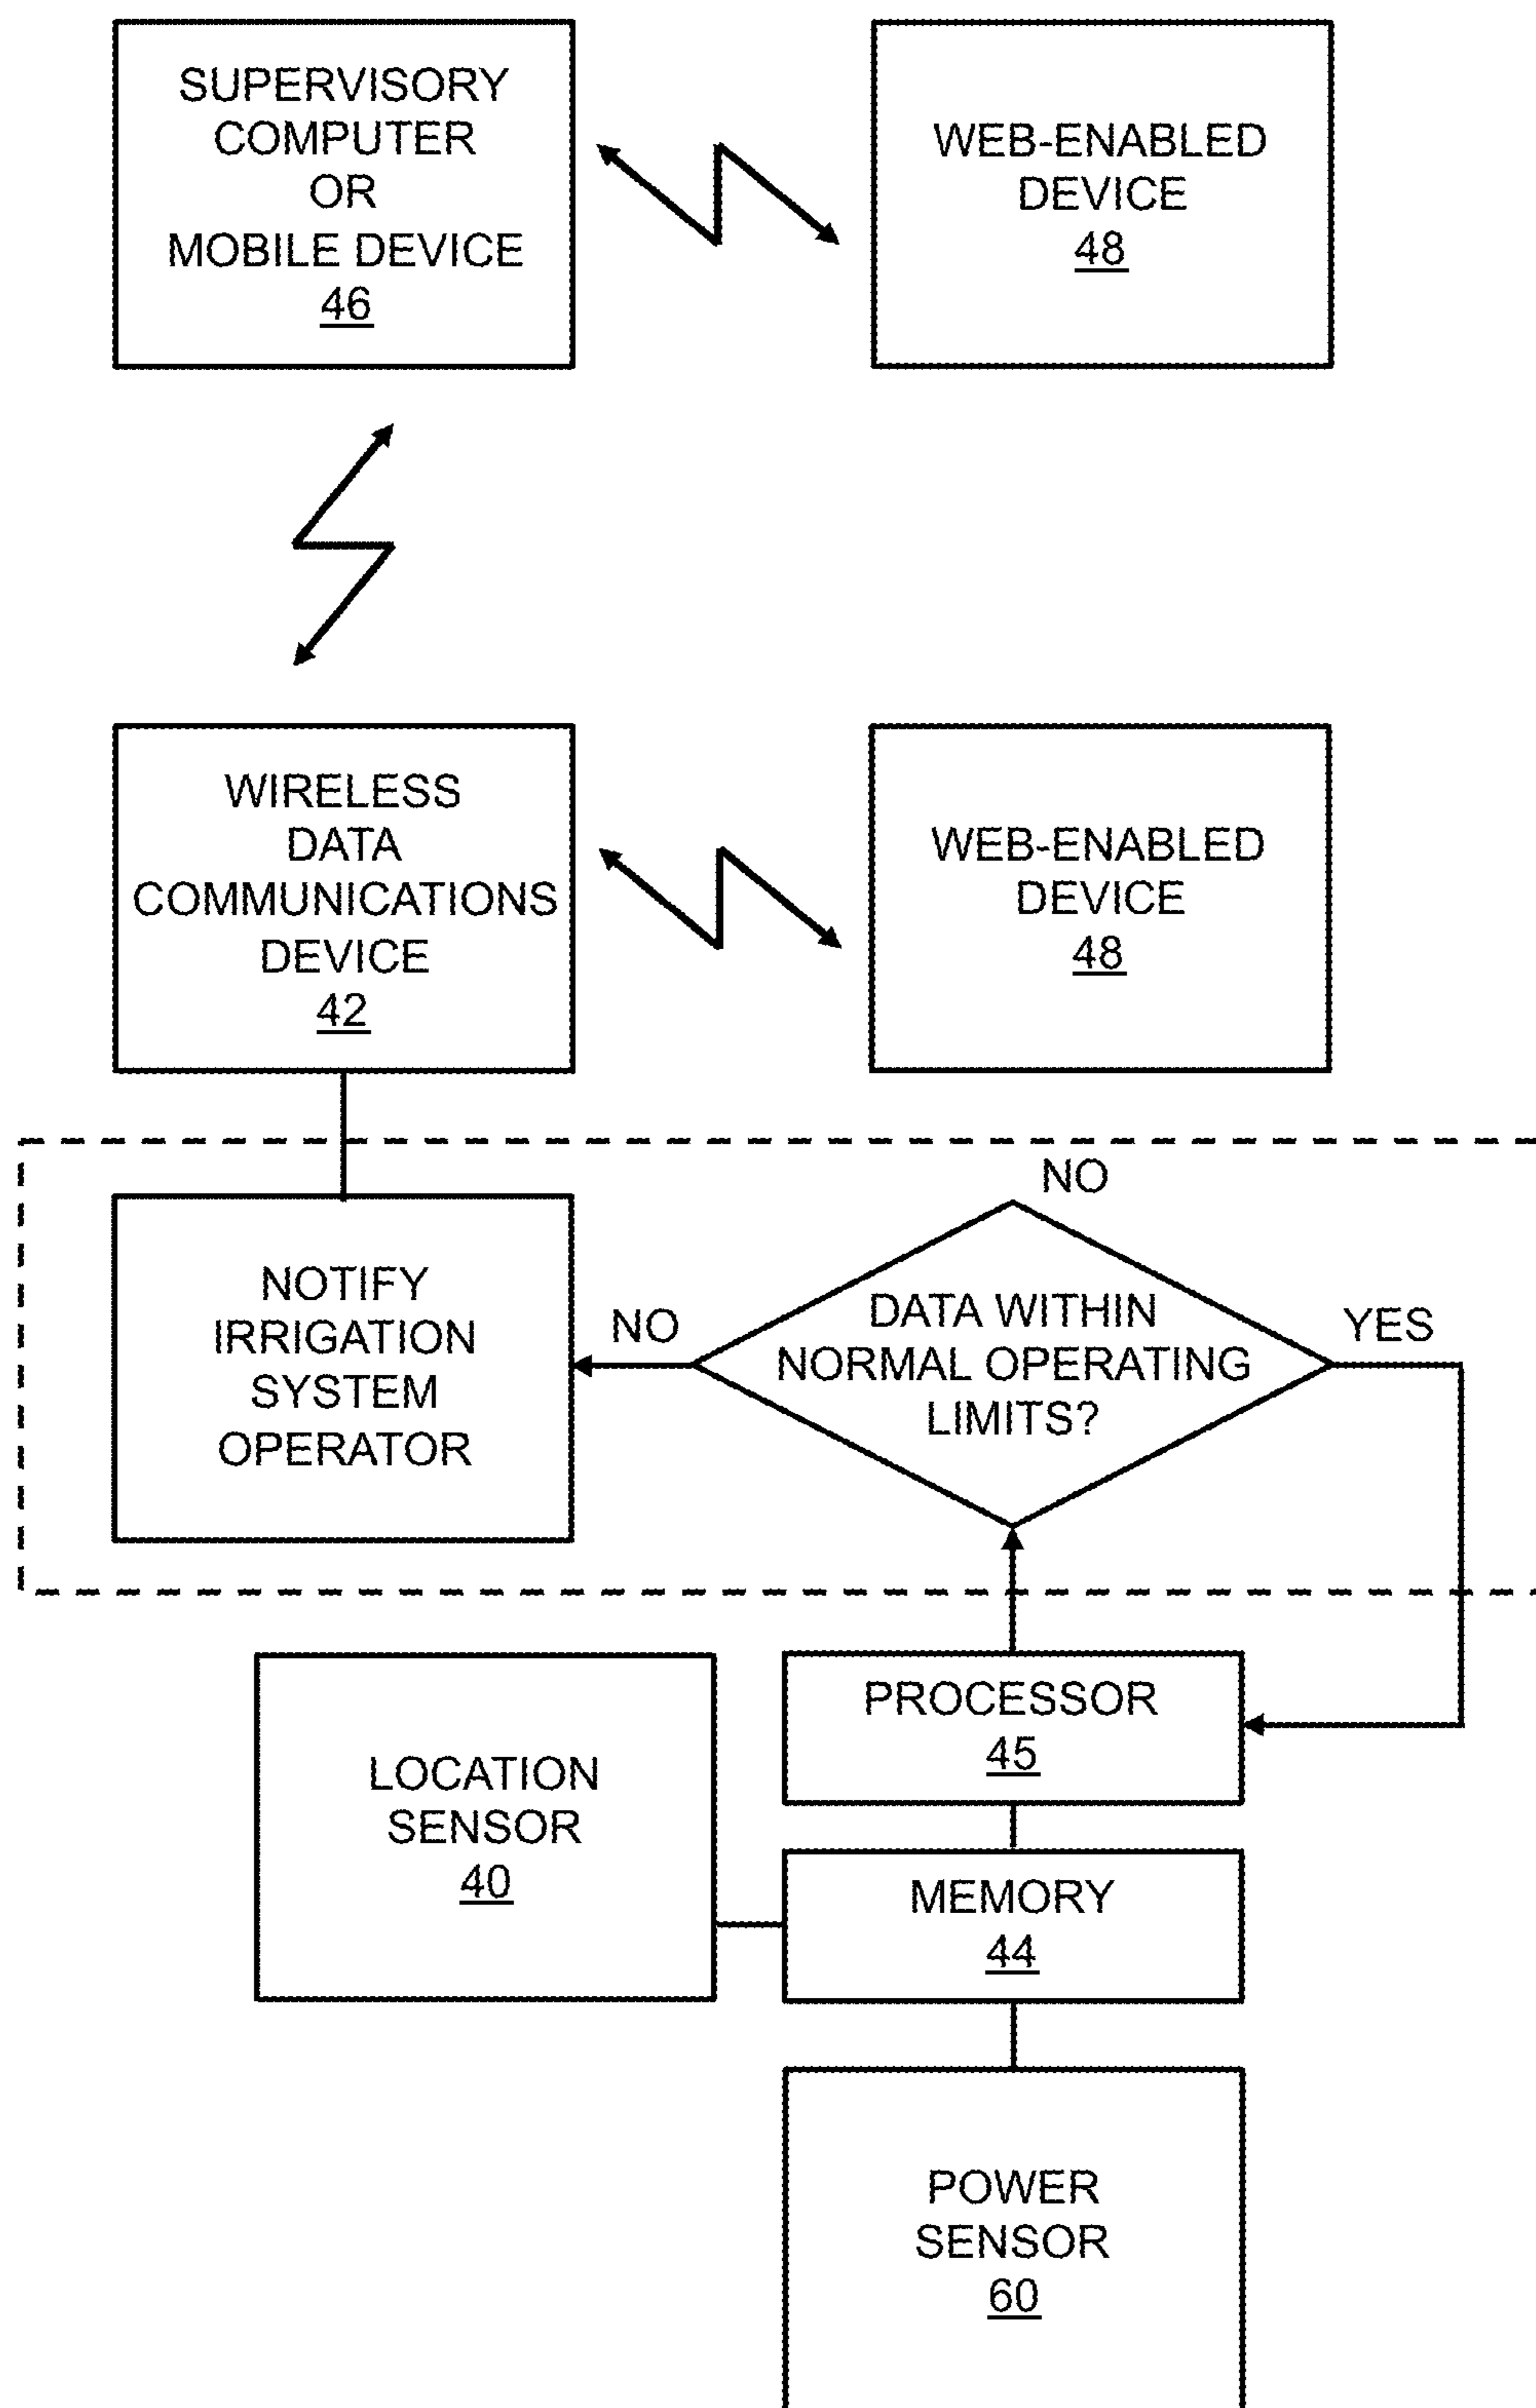 SUPERVISORY
COMPUTER
OR
MOBILE DEVICE
46
WEB-ENABLED
DEVICE
48
WIRELESS
DATA
COMMUNICATIONS
DEVICE
42
WEB-ENABLED
DEVICE
48
NO
NOTIFY
IRRIGATION
SYSTEM
OPERATOR
NO
DATA WITHIN
NORMAL OPERATING
LIMITS?
YES
PROCESSOR
45
LOCATION
SENSOR
40
MEMORY
44
POWER
SENSOR
60